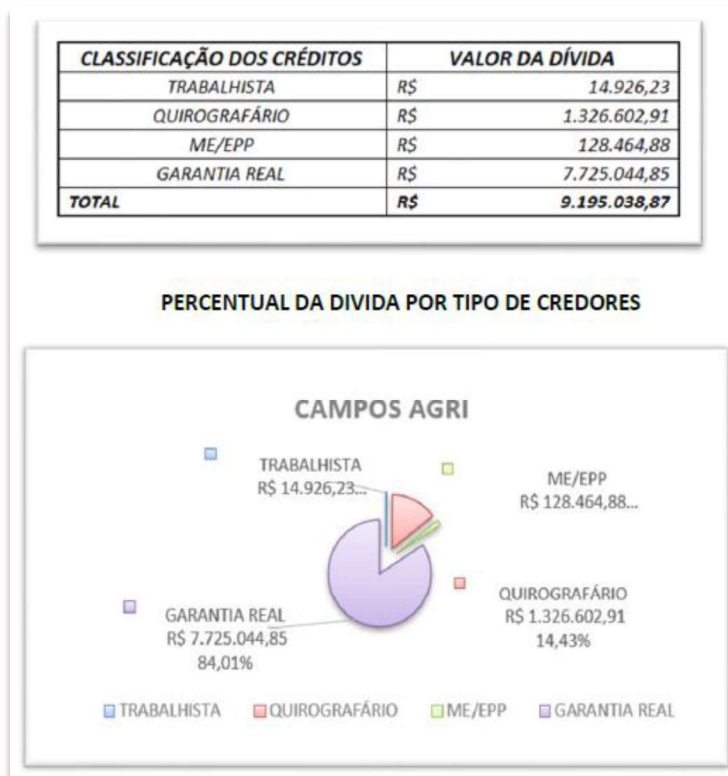 CLASSIFICAÇÃO DOS CRÉDITOS VALOR DA DÍVIDA
TRABALHISTA R$ 14.926,23
QUIROGRAFÁRIO R$ 1.326.602,91
ME/EPP R$ 128.464,88
GARANTIA REAL R$ 7.725.044,85
TOTAL R$ 9.195.038,87
PERCENTUAL DA DIVIDA POR TIPO DE CREDORES
CAMPOS AGRI
TRABALHISTA
R$ 14.926,23...
ME/EPP
R$ 128.464,88...
QUIROGRAFÁRIO
R$ 1.326.602,91
14,43%
GARANTIA REAL
R$ 7.725.044,85
84,01%
TRABALHISTA QUIROGRAFÁRIO ME/EPP GARANTIA REAL